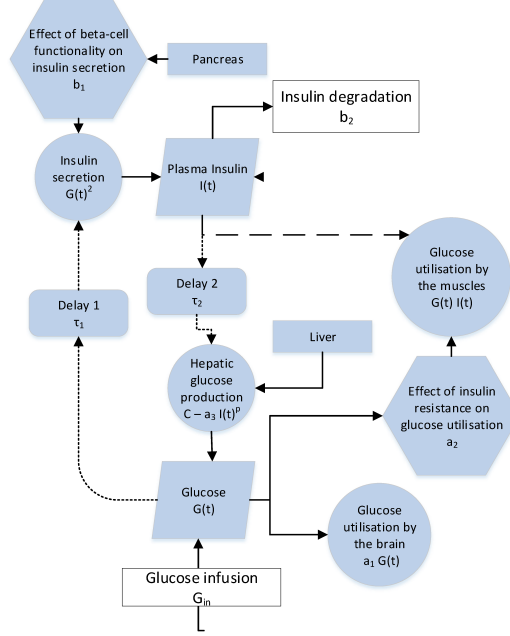 Effect of beta-cell
functionality on
insulin secretion
b₁
Pancreas
Insulin degradation
b₂
Insulin
secretion
G(t)²
Plasma Insulin
I(t)
Glucose
utilisation by
the muscles
G(t) I(t)
Delay 2
τ₂
Delay 1
τ₁
Liver
Hepatic
glucose
production
C – a₃ I(t)ᵖ
Effect of insulin
resistance on
glucose utilisation
a₂
Glucose
G(t)
Glucose
utilisation by
the brain
a₁ G(t)
Glucose infusion
Gᵢₙ